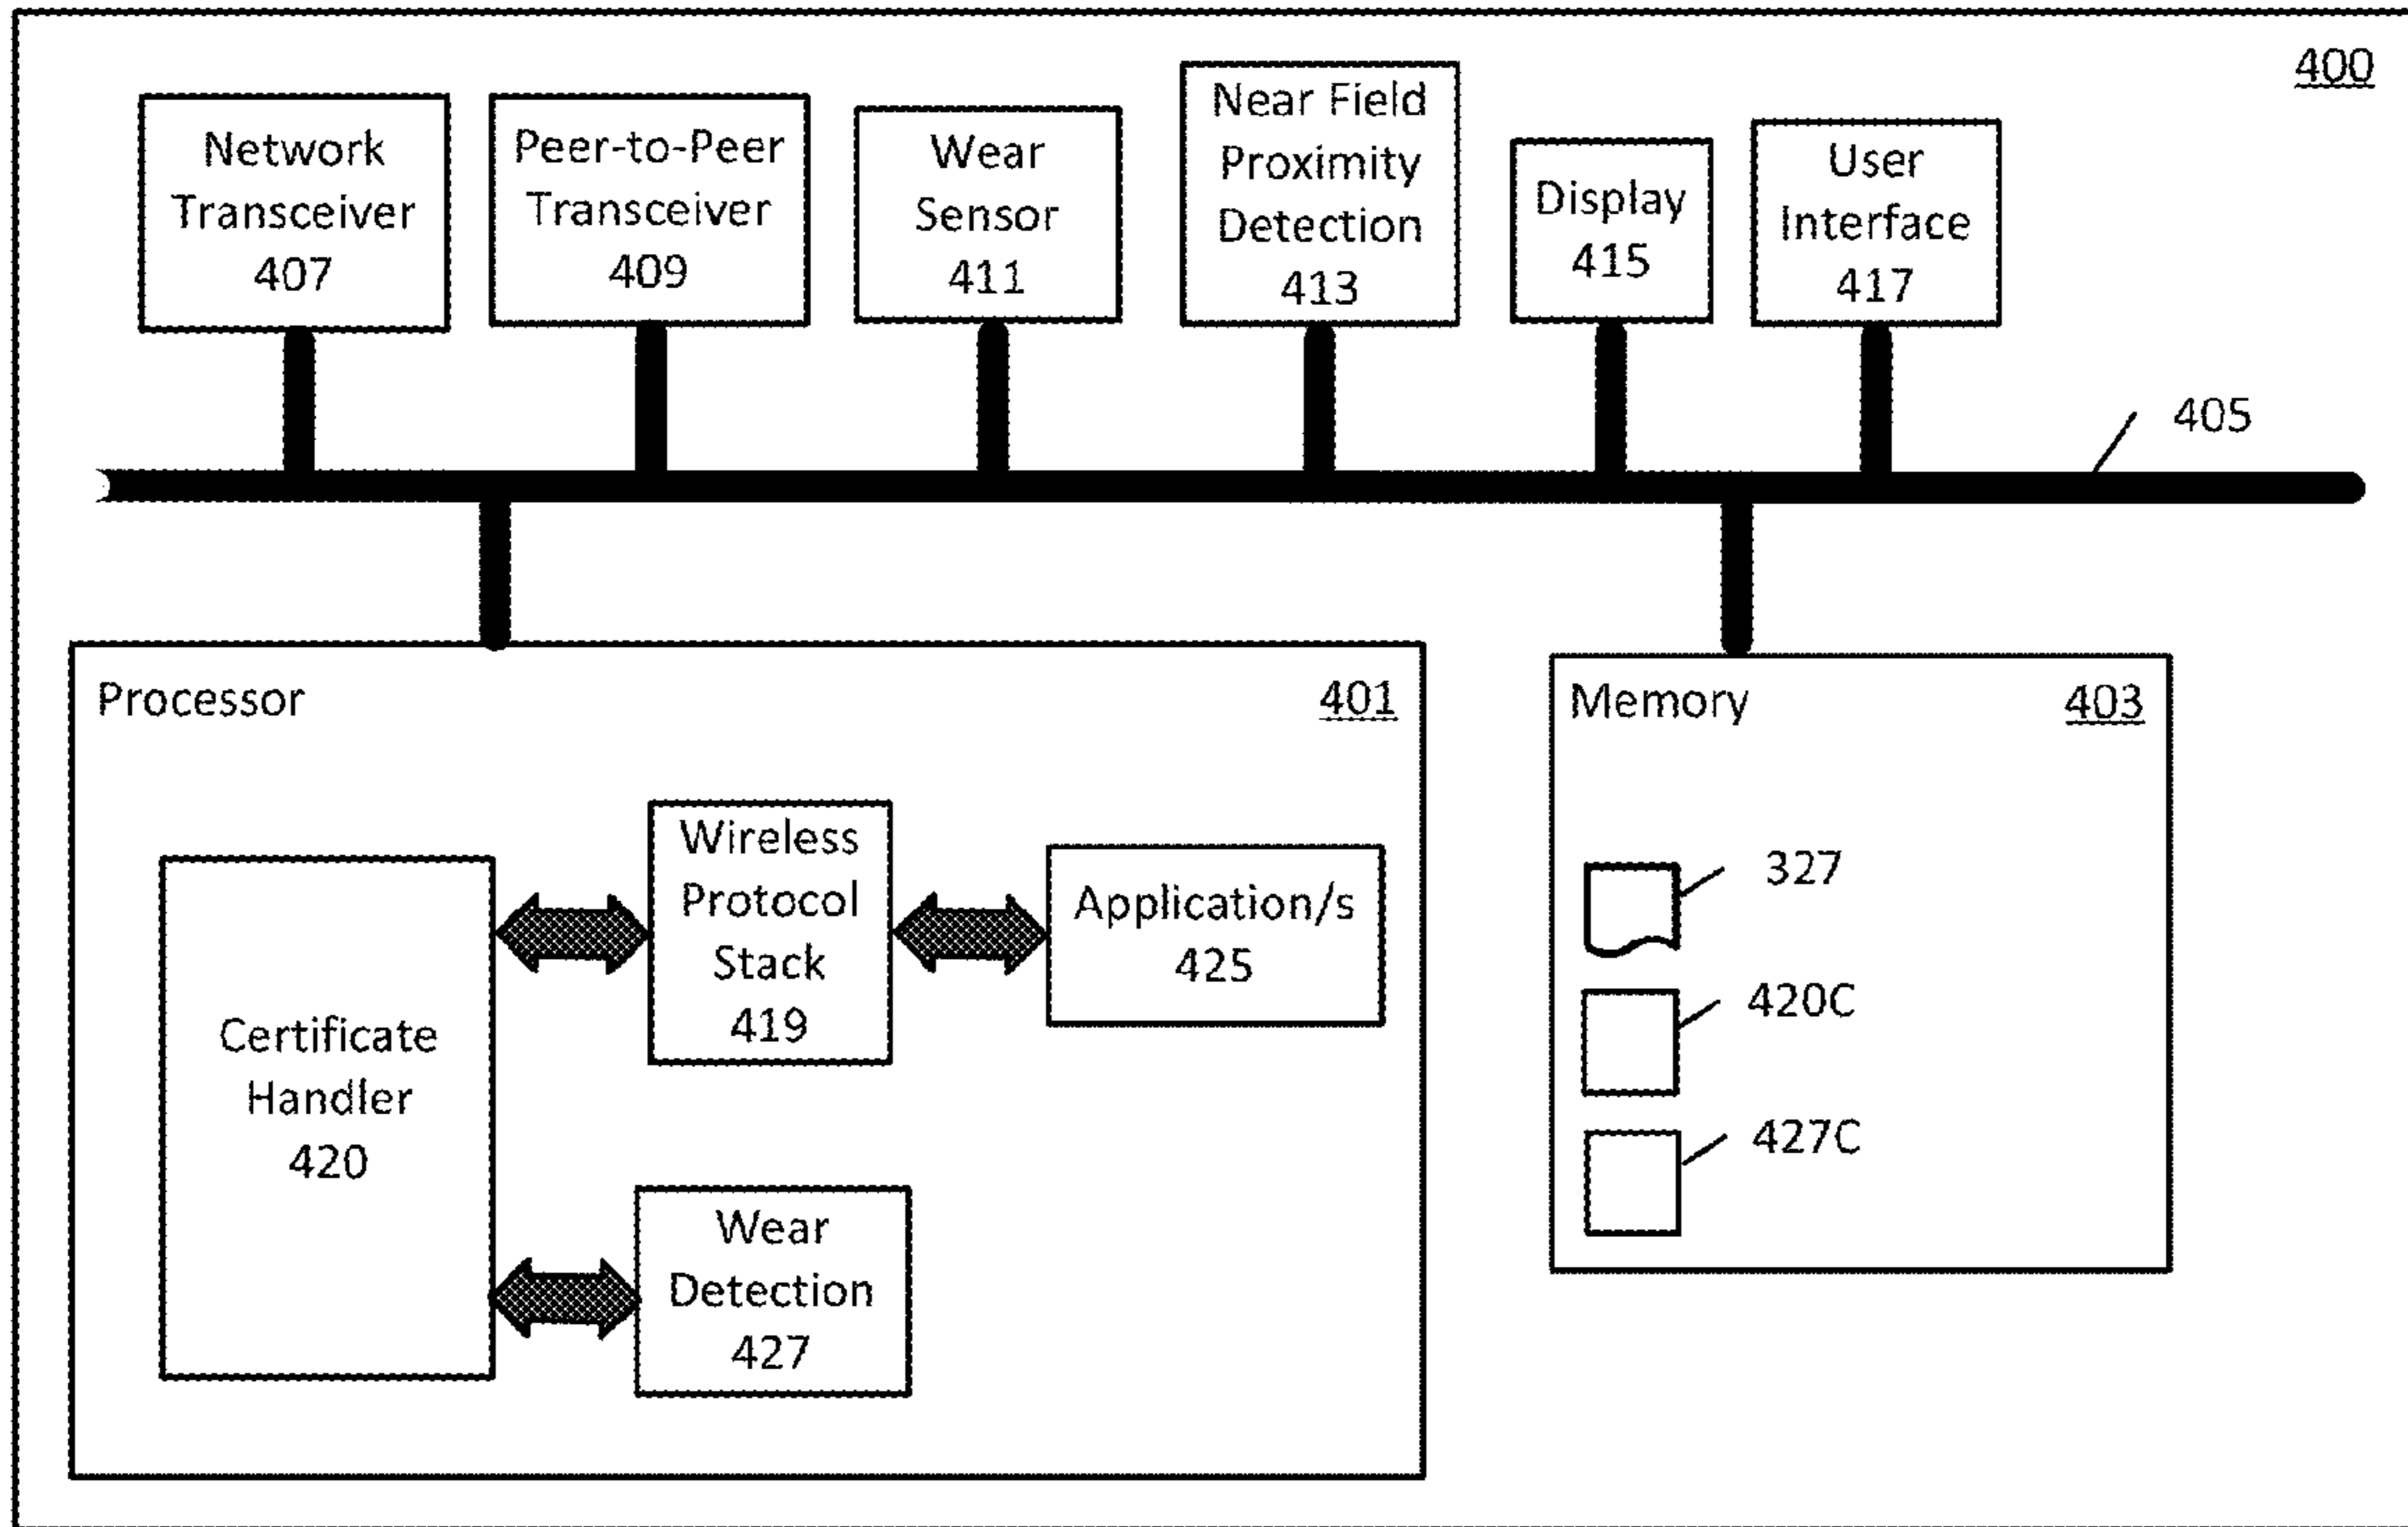 400
Network
Transceiver
407
Peer-to-Peer
Transceiver
409
Wear
Sensor
411
Near Field
Proximity
Detection
413
Display
415
User
Interface
417
405
Processor
401
Certificate
Handler
420
Wireless
Protocol
Stack
419
Application/s
425
Wear
Detection
427
Memory
403
327
420C
427C